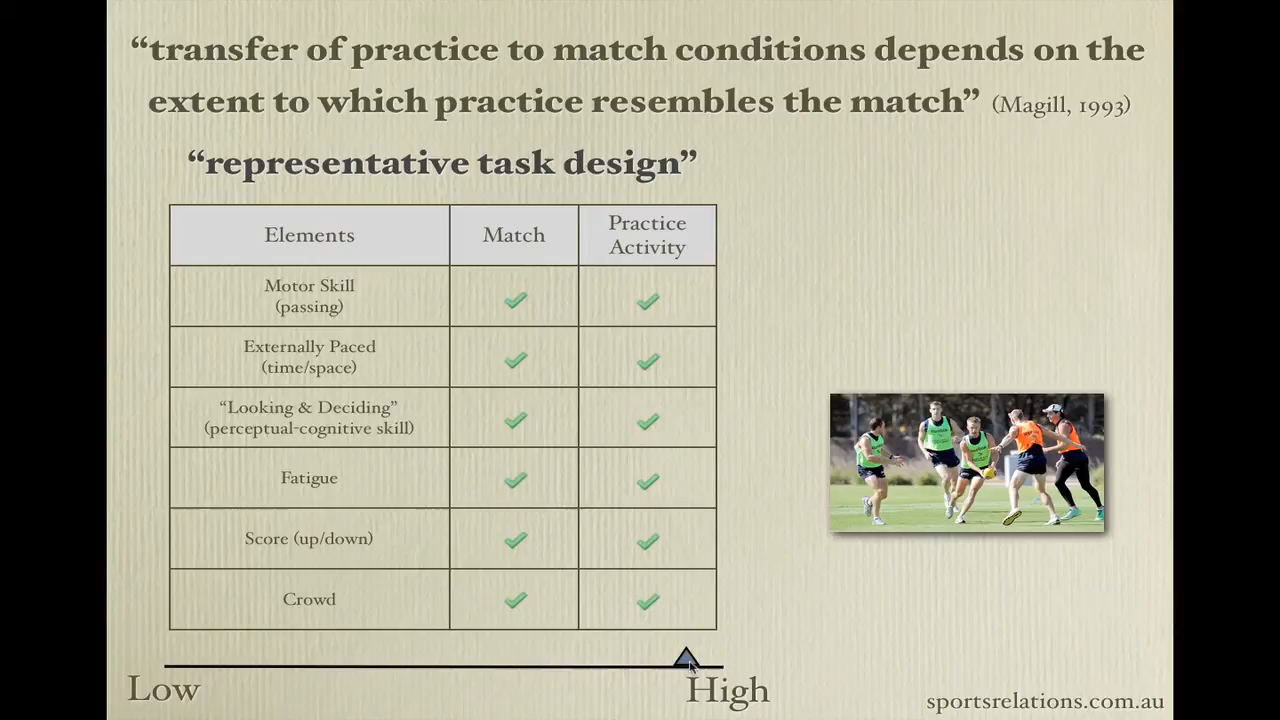 “transfer of practice to match conditions depends on the
extent to which practice resembles the match” (Magill, 1993)
“representative task design”
Elements
Match
Practice
Activity
Motor Skill
(passing)
Externally Paced
(time/space)
“Looking & Deciding”
(perceptual-cognitive skill)
Fatigue
Score (up/down)
Crowd
Low
High
sportsrelations.com.au